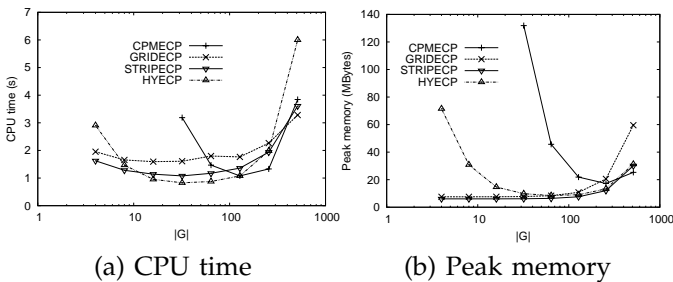 7
6
5
4
3
2
1
0
CPU time (s)
CPMECP
GRIDECP
STRIPECP
HYECP
1 10 100 1000
|G|
(a) CPU time
140
120
100
80
60
40
20
0
Peak memory (MBytes)
CPMECP
GRIDECP
STRIPECP
HYECP
1 10 100 1000
|G|
(b) Peak memory